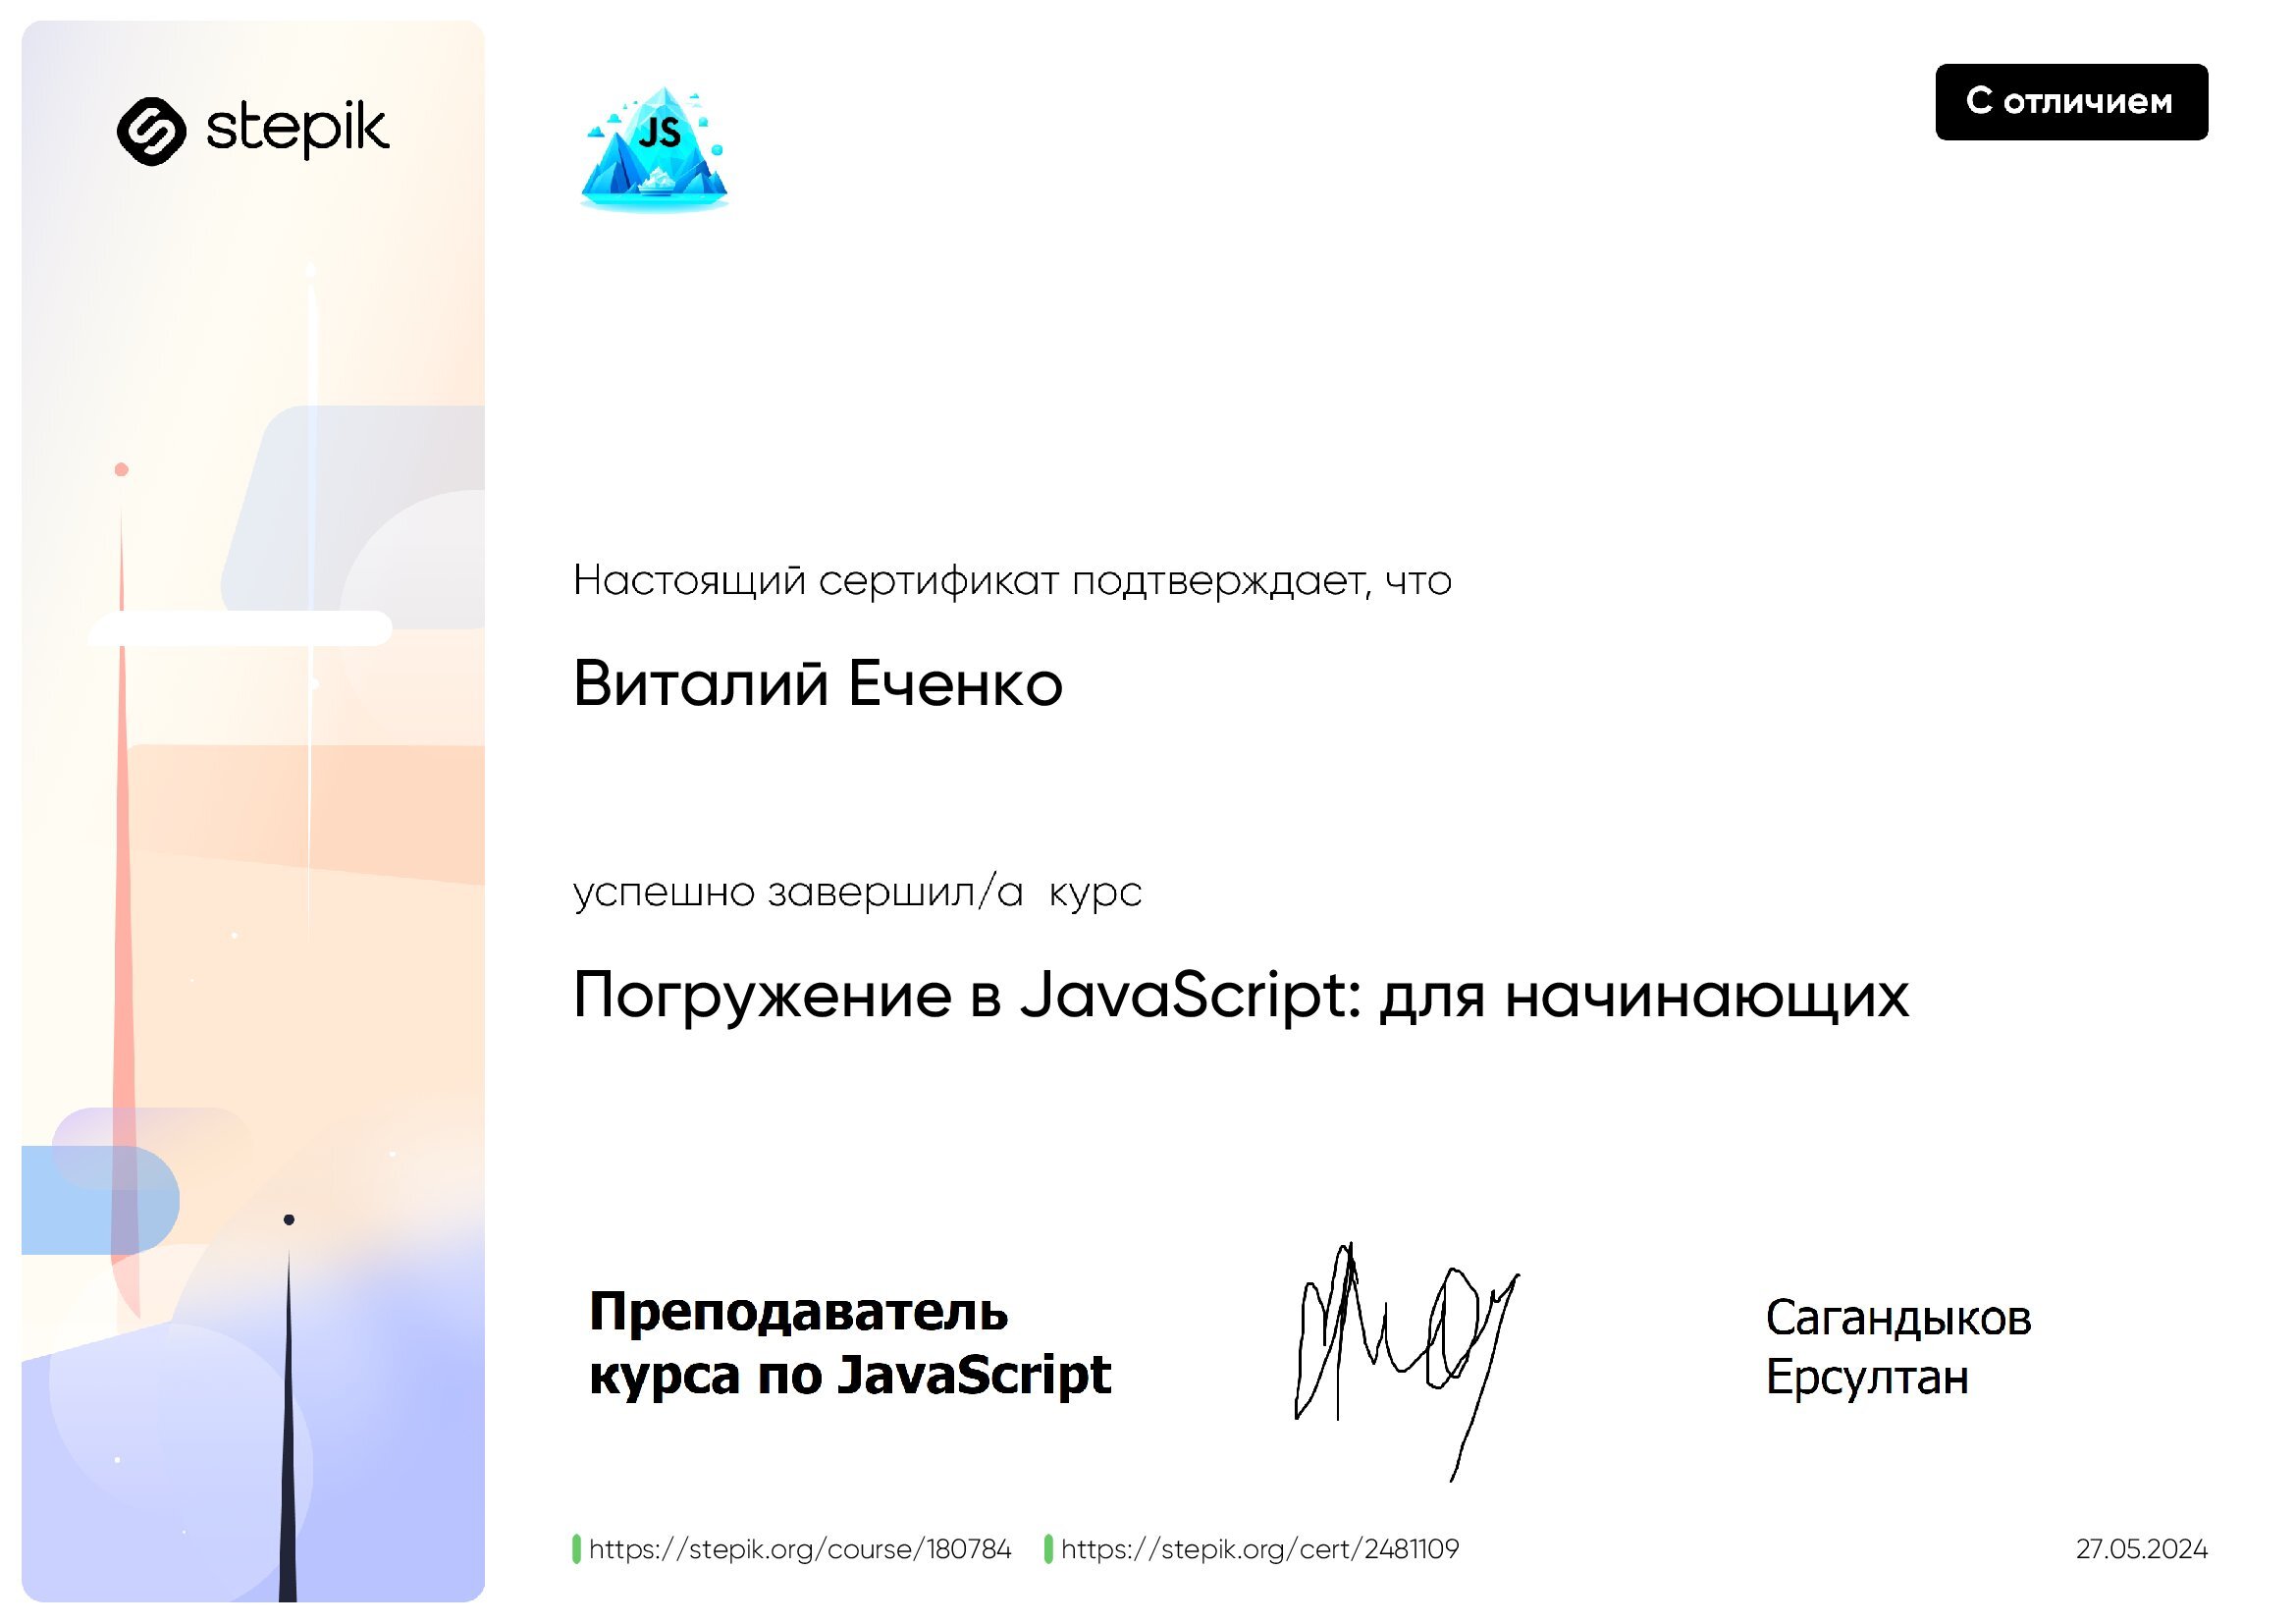 stepik
JS
С отличием
Настоящий сертификат подтверждает, что
Виталий Еченко
успешно завершил/а курс
Погружение в JavaScript: для начинающих
Преподаватель
курса по JavaScript
Сагандыков
Ерсултан
https://stepik.org/course/180784
https://stepik.org/cert/2481109
27.05.2024